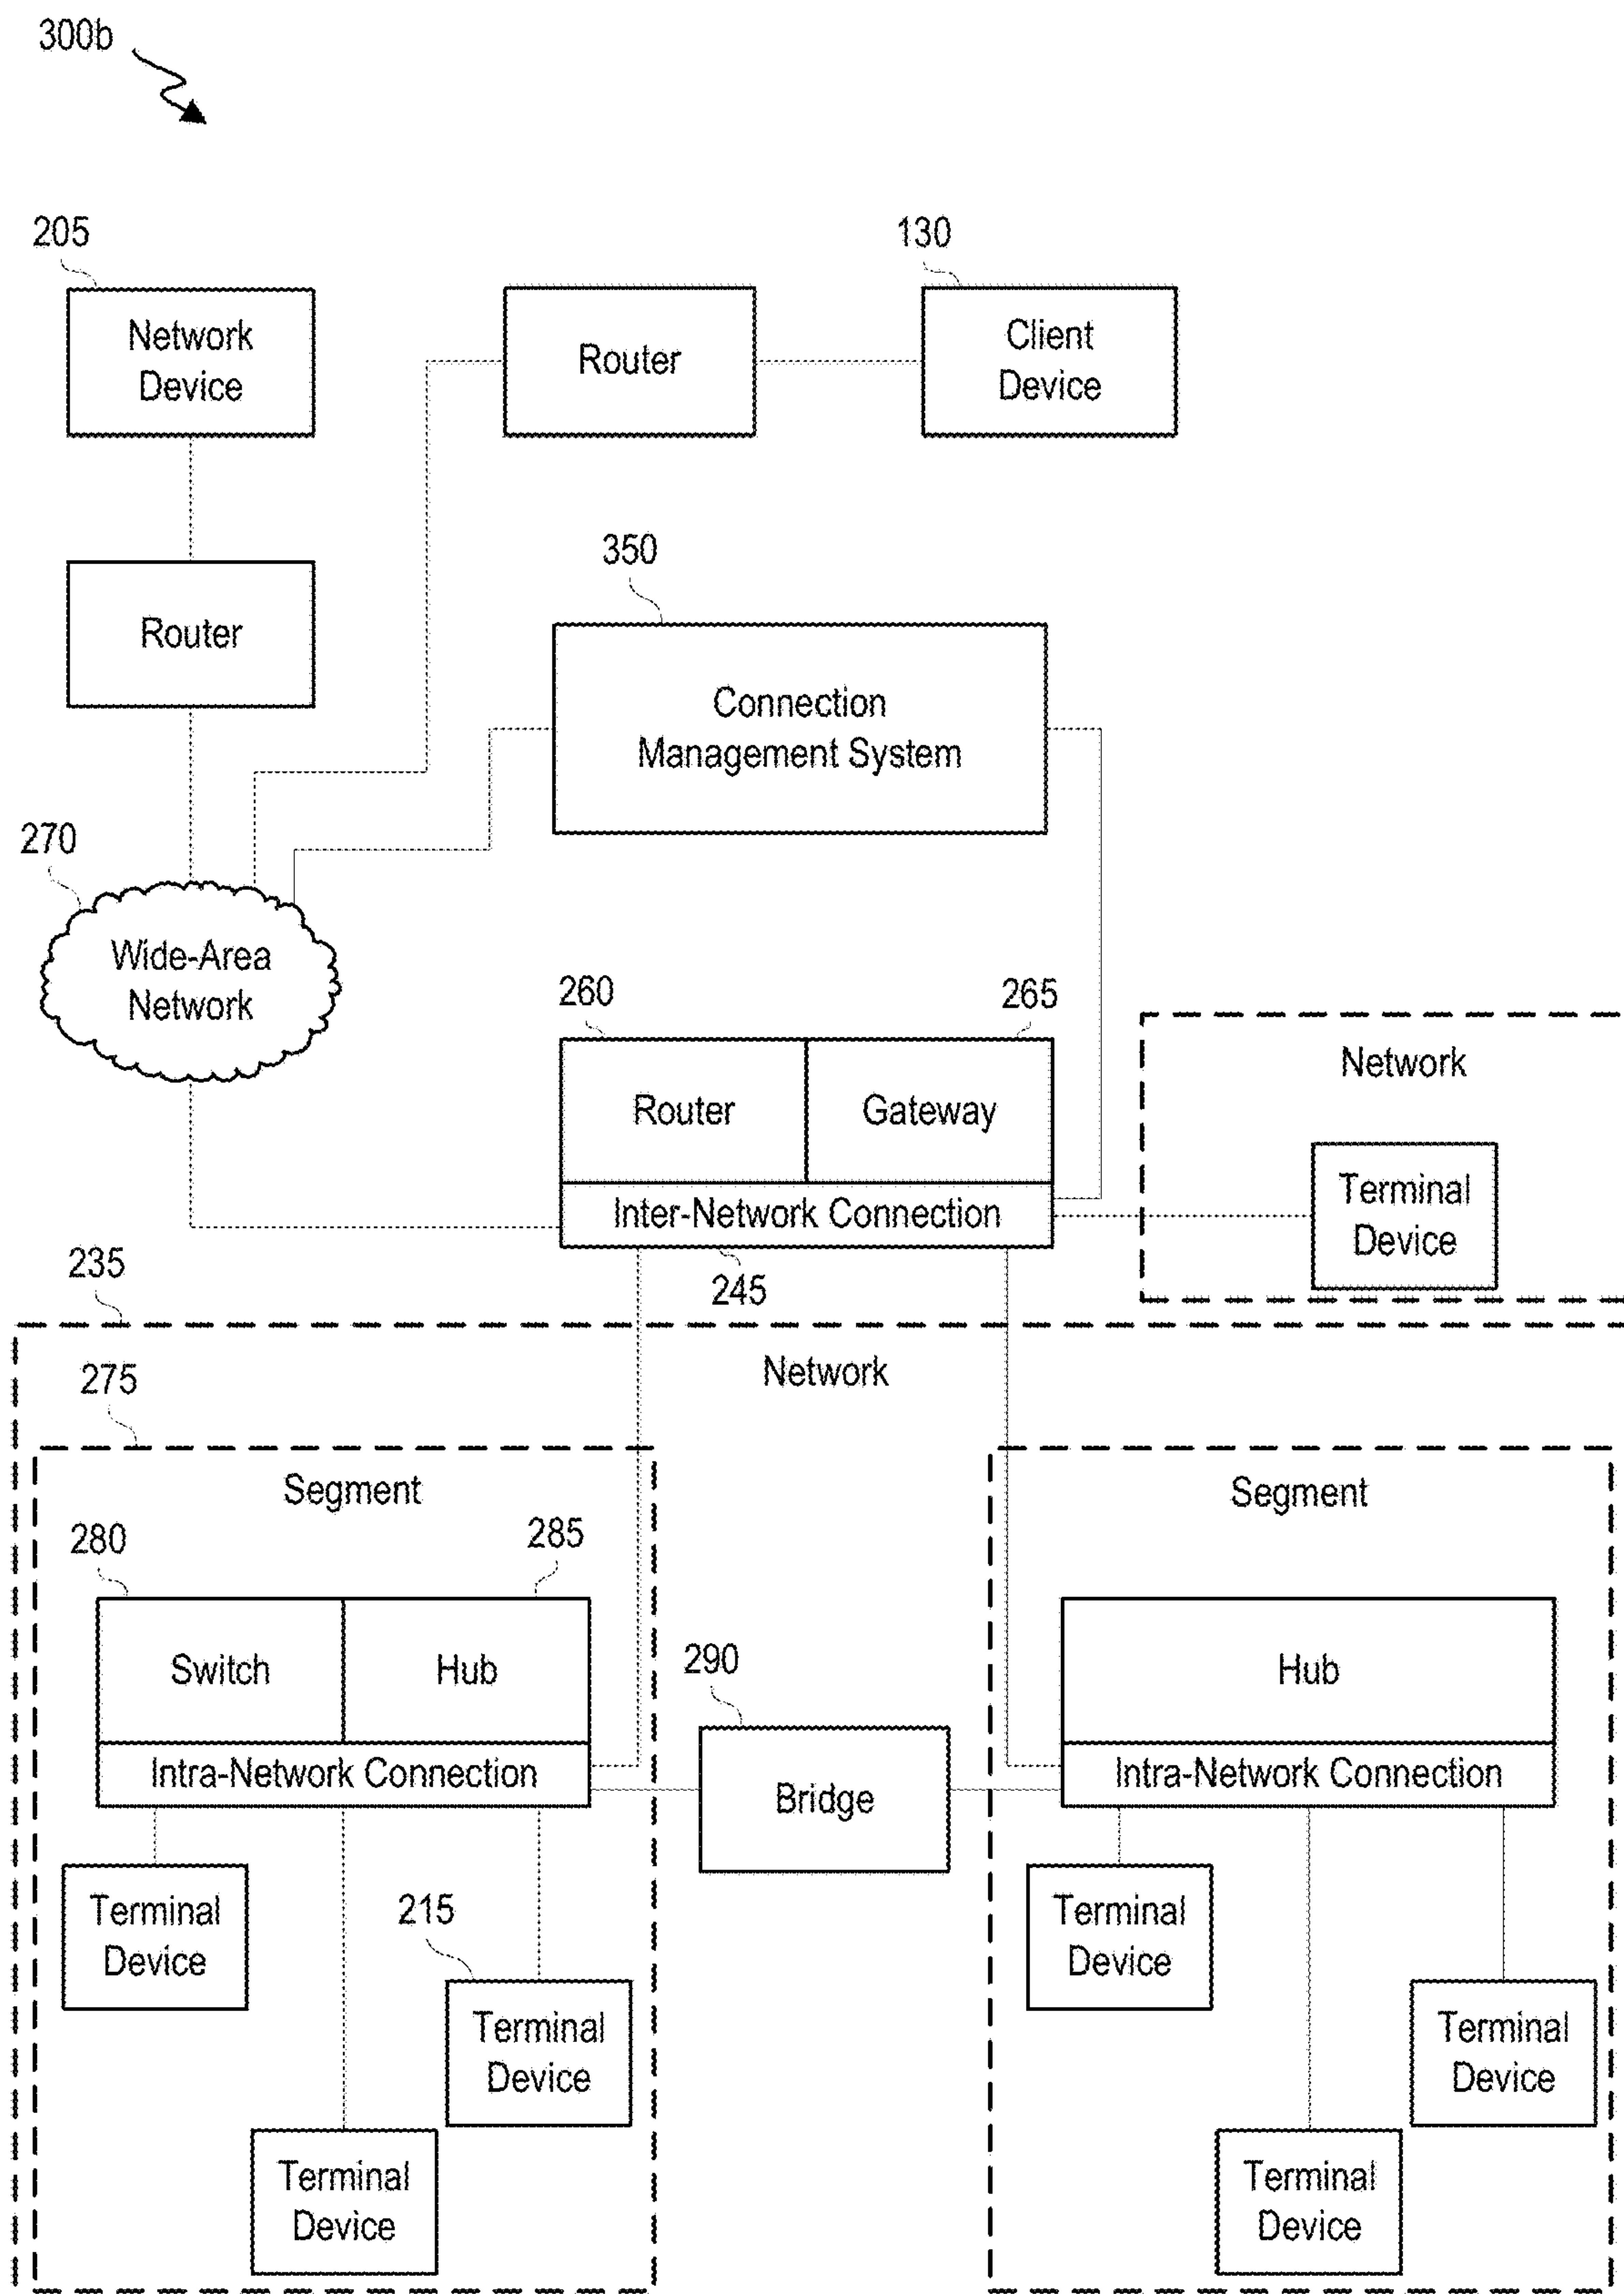 300b
205
130
Network
Device
Router
Client
Device
350
Router
Connection
Management System
270
Wide-Area
Network
260
265
Router
Gateway
Inter-Network Connection
245
Network
Terminal
Device
235
Network
275
Segment
Segment
280
285
Switch
Hub
Intra-Network Connection
290
Bridge
Hub
Intra-Network Connection
Terminal
Device
215
Terminal
Device
Terminal
Device
Terminal
Device
Terminal
Device
Terminal
Device